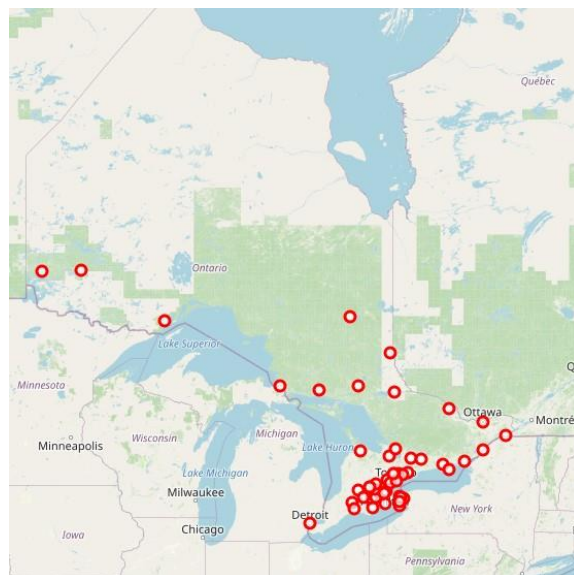 Québec
Ontario
Lake Superior
Minnesota
Ottawa
Montré
Minneapolis
Wisconsin
Michigan
Lake Huron
Lake Michigan
Milwaukee
Detroit
New York
Chicago
Iowa
Pennsylvania